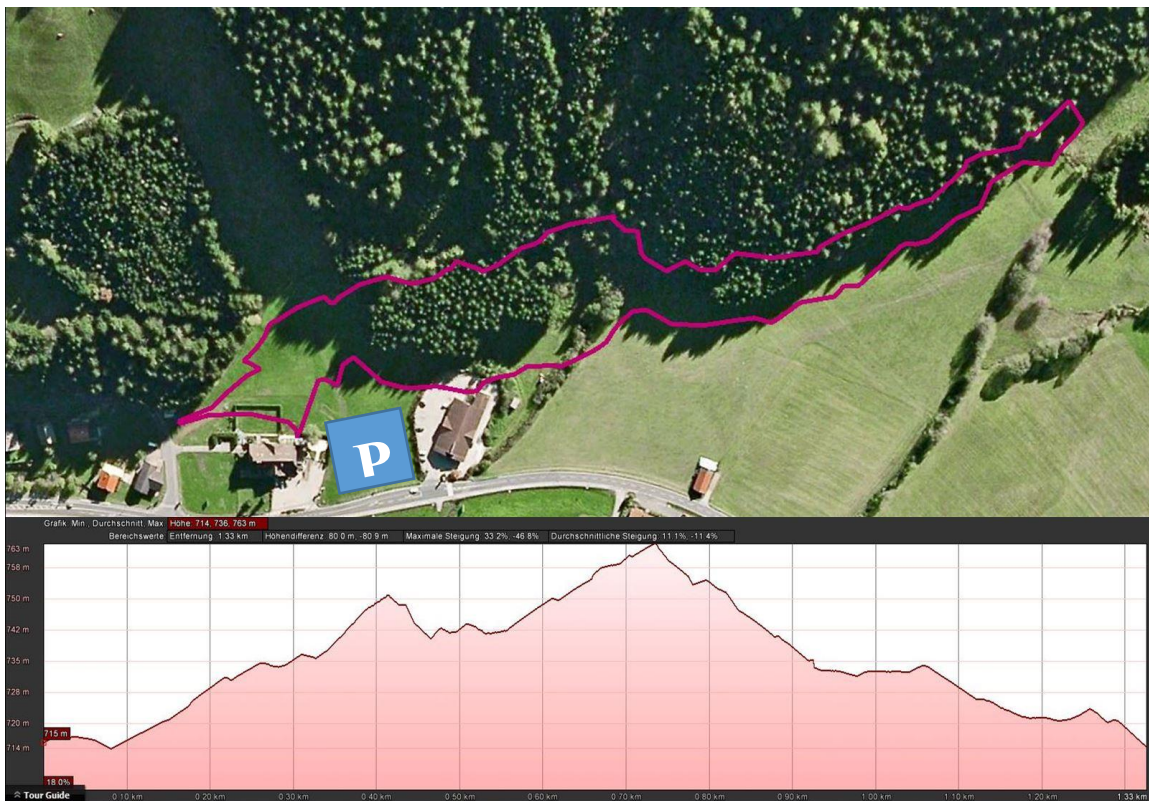 P
Grafik: Min., Durchschnitt, Max Höhe: 714, 736, 763 m
Bereichswerte: Entfernung: 1.33 km Höhendifferenz: 80.0 m, -80.9 m Maximale Steigung: 33.2%, -46.8% Durchschnittliche Steigung: 11.1%, -11.4%
763 m
758 m
750 m
742 m
735 m
728 m
720 m
715 m
714 m
18.0%
Tour Guide 0.10 km 0.20 km 0.30 km 0.40 km 0.50 km 0.60 km 0.70 km 0.80 km 0.90 km 1.00 km 1.10 km 1.20 km 1.33 km